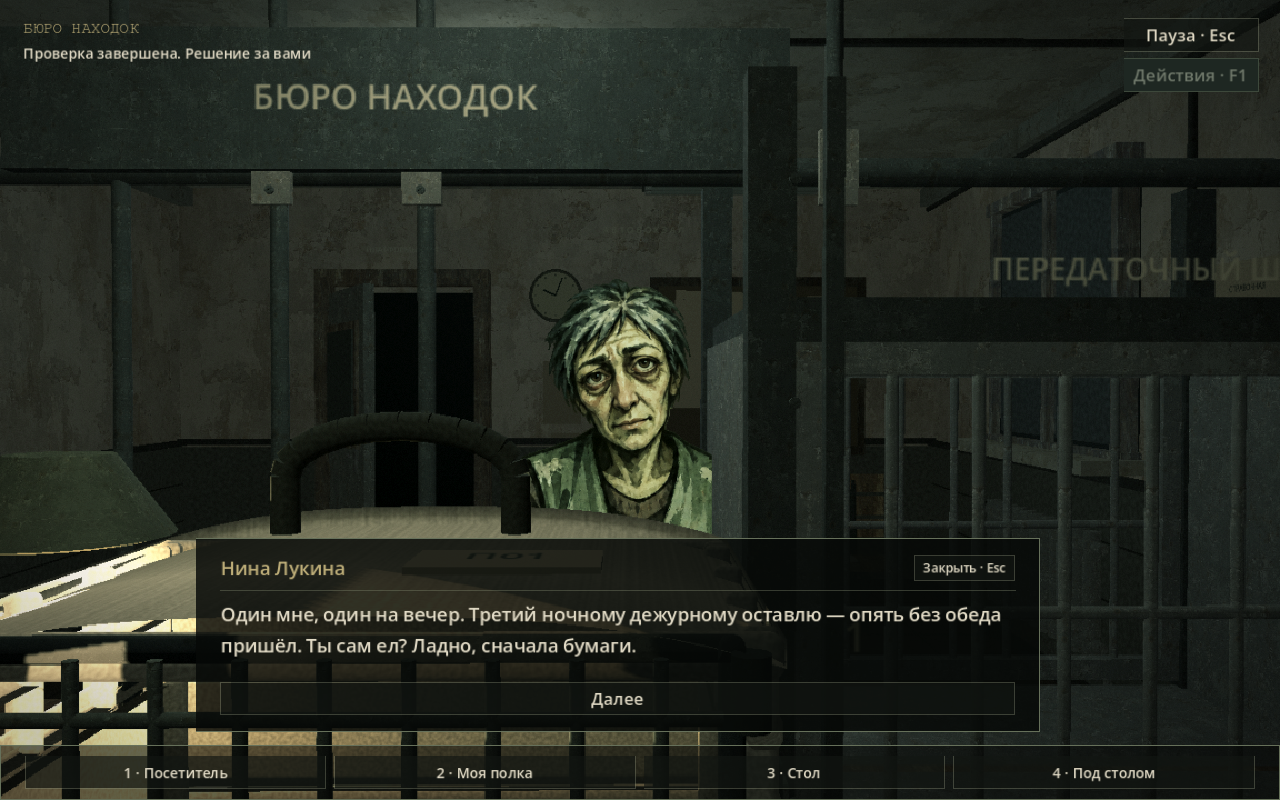 БЮРО НАХОДОК
Проверка завершена. Решение за вами
Пауза · Esc
Действия · F1
БЮРО НАХОДОК
ПЕРЕДАТОЧНЫЙ
Нина Лукина
Закрыть · Esc
Один мне, один на вечер. Третий ночному дежурному оставлю — опять без обеда
пришёл. Ты сам ел? Ладно, сначала бумаги.
Далее
1 · Посетитель
2 · Моя полка
3 · Стол
4 · Под столом